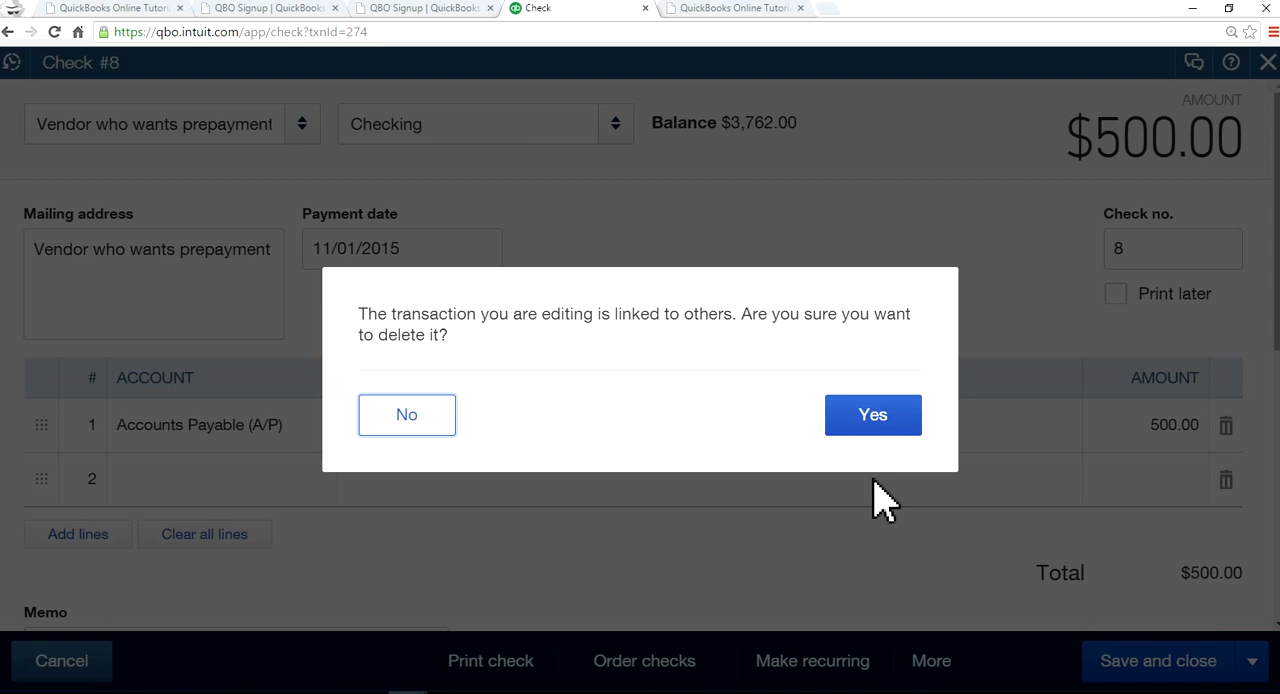 QuickBooks Online Tutori
QBO Signup | QuickBooks
QBO Signup | QuickBooks
Check
QuickBooks Online Tutor
https://qbo.intuit.com/app/check?txnId=274
Check #8
Vendor who wants prepayment
Checking
Balance $3,762.00
AMOUNT
$500.00
Mailing address
Payment date
Check no.
Vendor who wants prepayment
11/01/2015
8
Print later
The transaction you are editing is linked to others. Are you sure you want
to delete it?
No
Yes
# ACCOUNT AMOUNT
1 Accounts Payable (A/P) 500.00
2
Add lines
Clear all lines
Total $500.00
Memo
Cancel
Print check
Order checks
Make recurring
More
Save and close